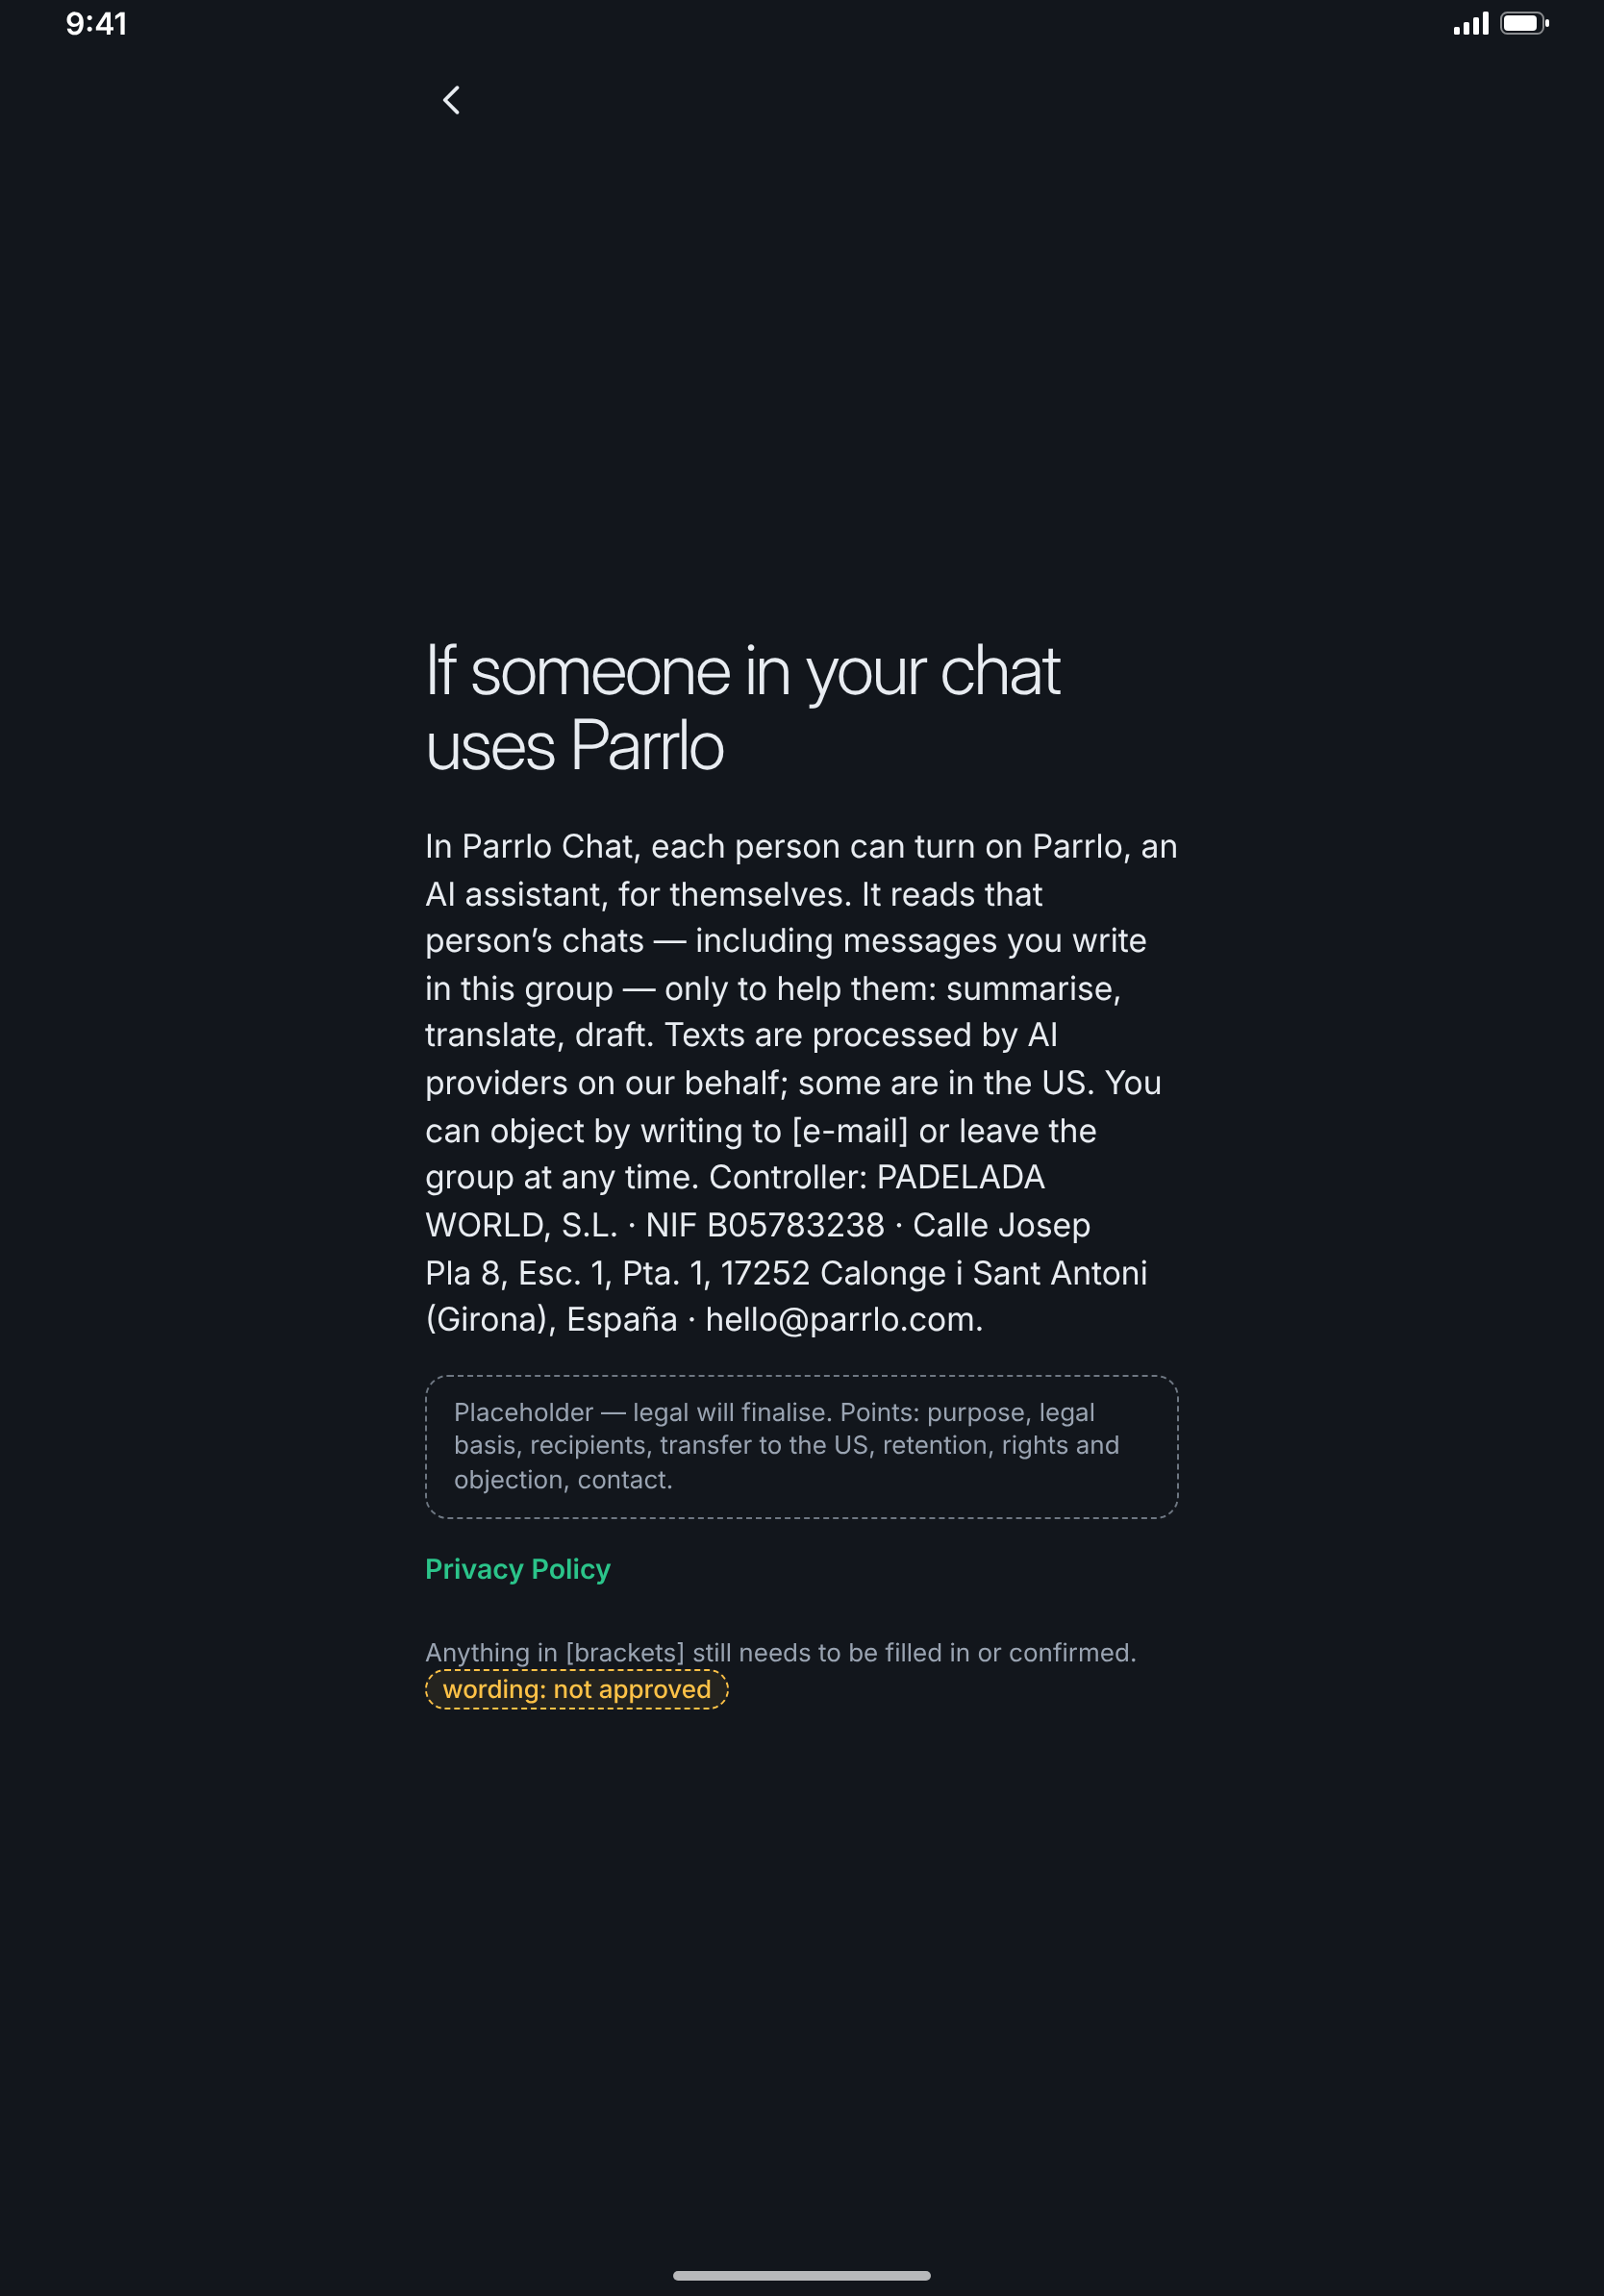 9:41
If someone in your chat
uses Parrlo
In Parrlo Chat, each person can turn on Parrlo, an
AI assistant, for themselves. It reads that
person’s chats — including messages you write
in this group — only to help them: summarise,
translate, draft. Texts are processed by AI
providers on our behalf; some are in the US. You
can object by writing to [e-mail] or leave the
group at any time. Controller: PADELADA
WORLD, S.L. · NIF B05783238 · Calle Josep
Pla 8, Esc. 1, Pta. 1, 17252 Calonge i Sant Antoni
(Girona), España · hello@parrlo.com.
Placeholder — legal will finalise. Points: purpose, legal
basis, recipients, transfer to the US, retention, rights and
objection, contact.
Privacy Policy
Anything in [brackets] still needs to be filled in or confirmed.
wording: not approved